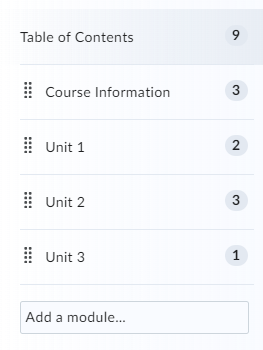 Table of Contents 9
Course Information 3
Unit 1 2
Unit 2 3
Unit 3 1
Add a module...